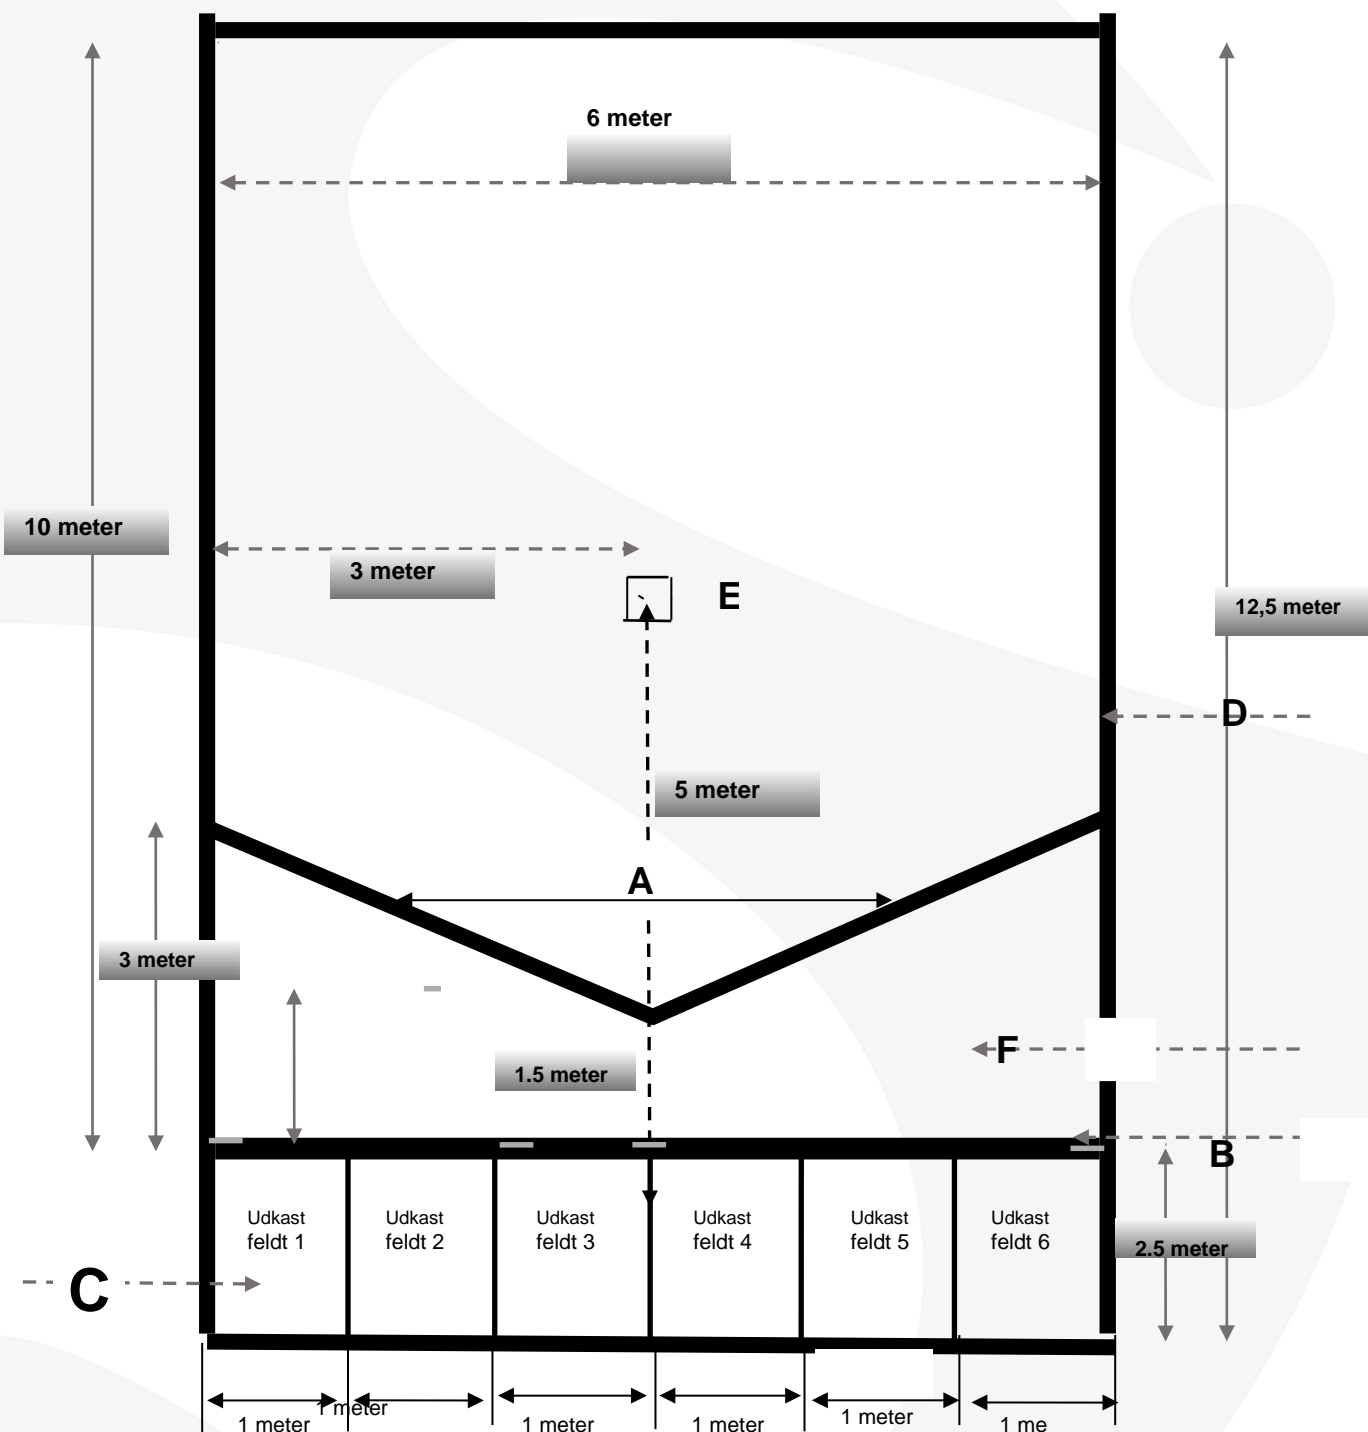 6 meter
10 meter
3 meter
E
12,5 meter
D
5 meter
A
3 meter
F
1.5 meter
B
Udkast
feldt 1
Udkast
feldt 2
Udkast
feldt 3
Udkast
feldt 4
Udkast
feldt 5
Udkast
feldt 6
2.5 meter
C
1 meter
1 meter
1 meter
1 meter
1 meter
1 me